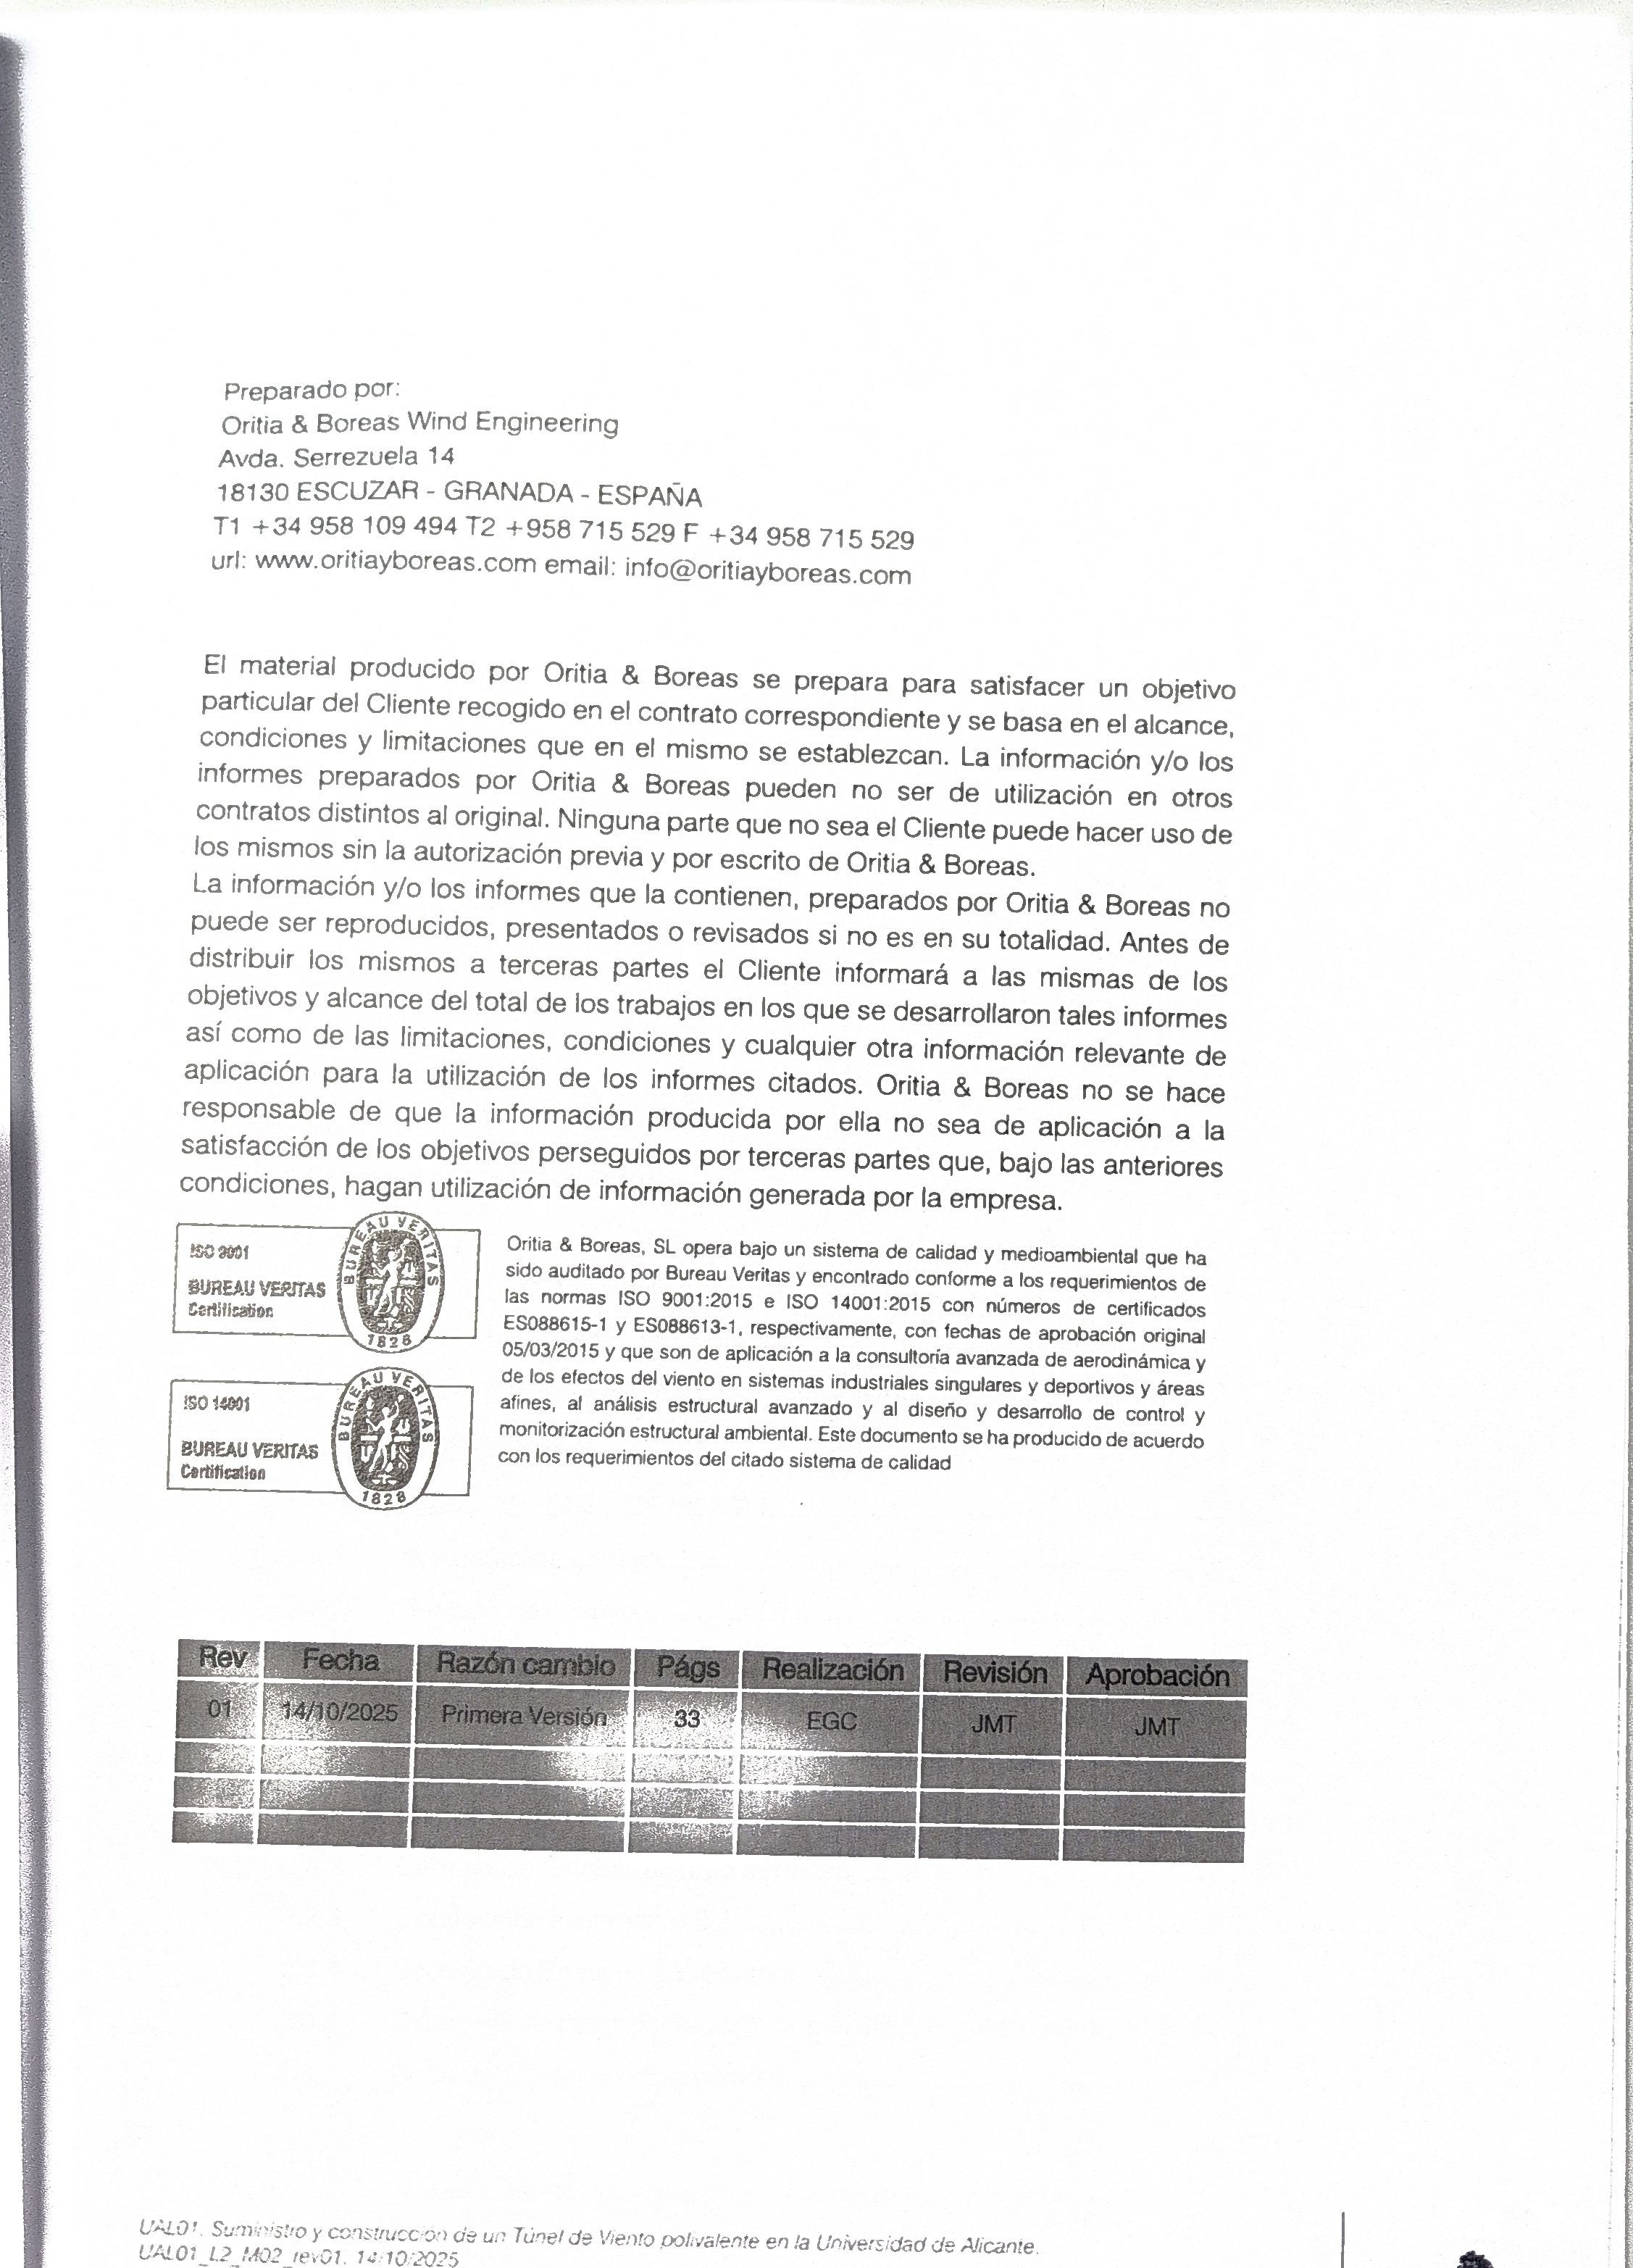 Preparado por:
Oritia & Boreas Wind Engineering
Avda. Serrezuela 14
18130 ESCUZAR - GRANADA - ESPAÑA
T1 +34 958 109 494 T2 +958 715 529 F +34 958 715 529
url: www.oritiayboreas.com email: info@oritiayboreas.com
El material producido por Oritia & Boreas se prepara para satisfacer un objetivo
particular del Cliente recogido en el contrato correspondiente y se basa en el alcance,
condiciones y limitaciones que en el mismo se establezcan. La información y/o los
informes preparados por Oritia & Boreas pueden no ser de utilización en otros
contratos distintos al original. Ninguna parte que no sea el Cliente puede hacer uso de
los mismos sin la autorización previa y por escrito de Oritia & Boreas.
La información y/o los informes que la contienen, preparados por Oritia & Boreas no
puede ser reproducidos, presentados o revisados si no es en su totalidad. Antes de
distribuir los mismos a terceras partes el Cliente informará a las mismas de los
objetivos y alcance del total de los trabajos en los que se desarrollaron tales informes
así como de las limitaciones, condiciones y cualquier otra información relevante de
aplicación para la utilización de los informes citados. Oritia & Boreas no se hace
responsable de que la información producida por ella no sea de aplicación a la
satisfacción de los objetivos perseguidos por terceras partes que, bajo las anteriores
condiciones, hagan utilización de información generada por la empresa.
ISO 9001
BUREAU VERITAS
Certification
BUREAU VERITAS
1828
ISO 14001
BUREAU VERITAS
Certification
BUREAU VERITAS
1828
Oritia & Boreas, SL opera bajo un sistema de calidad y medioambiental que ha
sido auditado por Bureau Veritas y encontrado conforme a los requerimientos de
las normas ISO 9001:2015 e ISO 14001:2015 con números de certificados
ES088615-1 y ES088613-1, respectivamente, con fechas de aprobación original
05/03/2015 y que son de aplicación a la consultoría avanzada de aerodinámica y
de los efectos del viento en sistemas industriales singulares y deportivos y áreas
afines, al análisis estructural avanzado y al diseño y desarrollo de control y
monitorización estructural ambiental. Este documento se ha producido de acuerdo
con los requerimientos del citado sistema de calidad
Rev Fecha Razón cambio Págs Realización Revisión Aprobación
01 14/10/2025 Primera Versión 33 EGC JMT JMT
UAL01. Suministro y construcción de un Túnel de Viento polivalente en la Universidad de Alicante.
UAL01_L2_M02_rev01. 14/10/2025